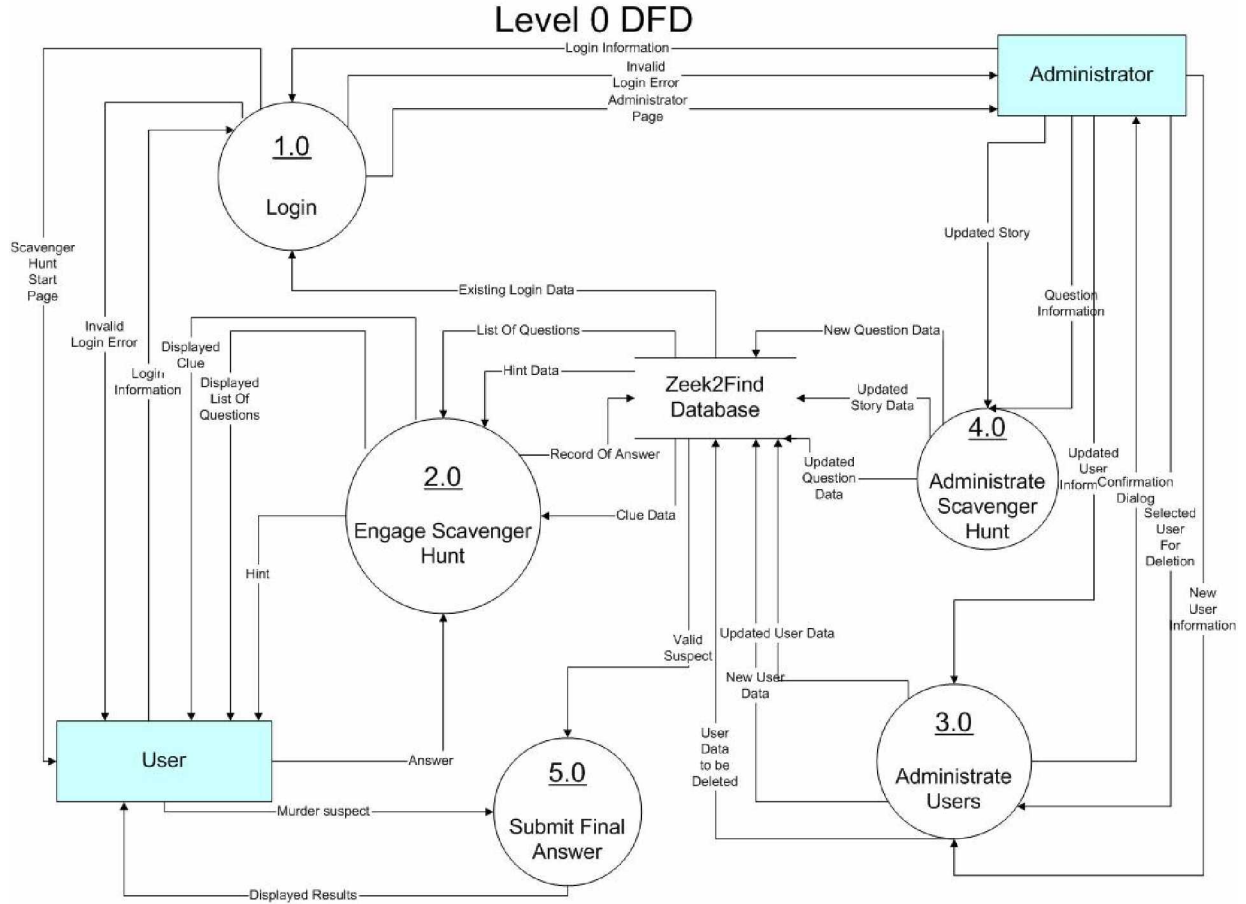 Level 0 DFD
Login Information
Invalid
Login Error
Administrator
Page
Administrator
1.0
Login
Scavenger
Hunt
Start
Page
Updated Story
Existing Login Data
Question
Information
Invalid
Login Error
Login
Information
Displayed
Clue
Displayed
List Of
Questions
List Of Questions
New Question Data
Hint Data
Zeek2Find
Database
Updated
Story Data
Record Of Answer
Updated
Question
Data
4.0
Administrate
Scavenger
Hunt
Updated
User
Inform
Confirmation
Dialog
Selected
User
For
Deletion
2.0
Engage Scavenger
Hunt
Clue Data
Hint
New
User
Information
Valid
Suspect
Updated User Data
New User
Data
User
Data
to be
Deleted
3.0
Administrate
Users
User
Answer
5.0
Submit Final
Answer
Murder suspect
Displayed Results